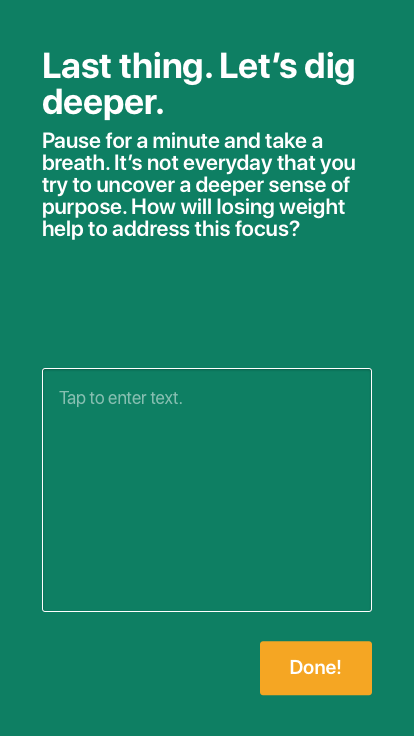 Last thing. Let’s dig
deeper.
Pause for a minute and take a
breath. It’s not everyday that you
try to uncover a deeper sense of
purpose. How will losing weight
help to address this focus?
Tap to enter text.
Done!